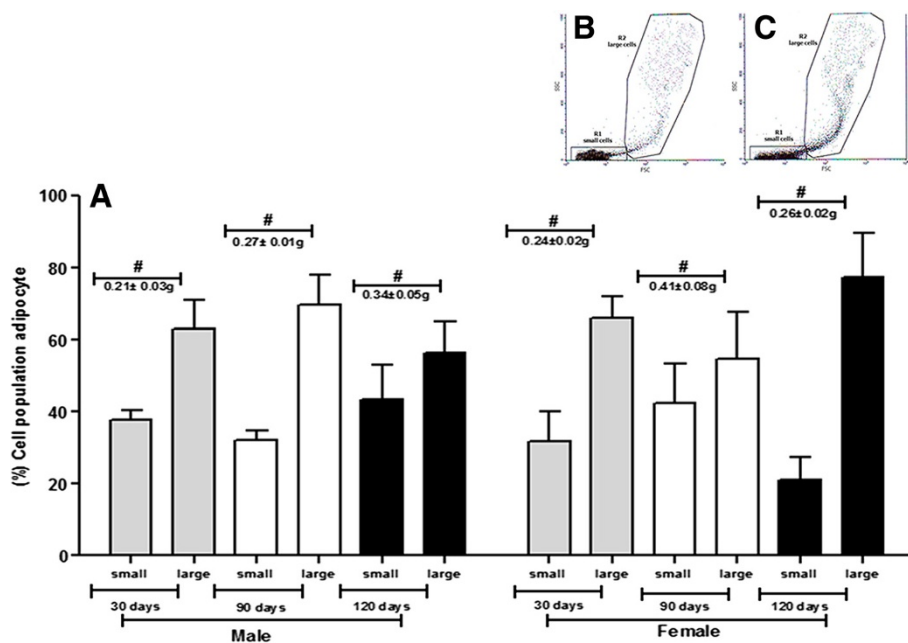 B
C
R2
large cells
R2
large cells
R1
small cells
R1
small cells
SSC
SSC
FSC
FSC
A
(%) Cell population adipocyte
100
80
60
40
20
0
#
0.21± 0.03g
#
0.27± 0.01g
#
0.34±0.05g
#
0.24±0.02g
#
0.41±0.08g
#
0.26±0.02g
small large small large small large small large small large small large
30 days 90 days 120 days 30 days 90 days 120 days
Male Female